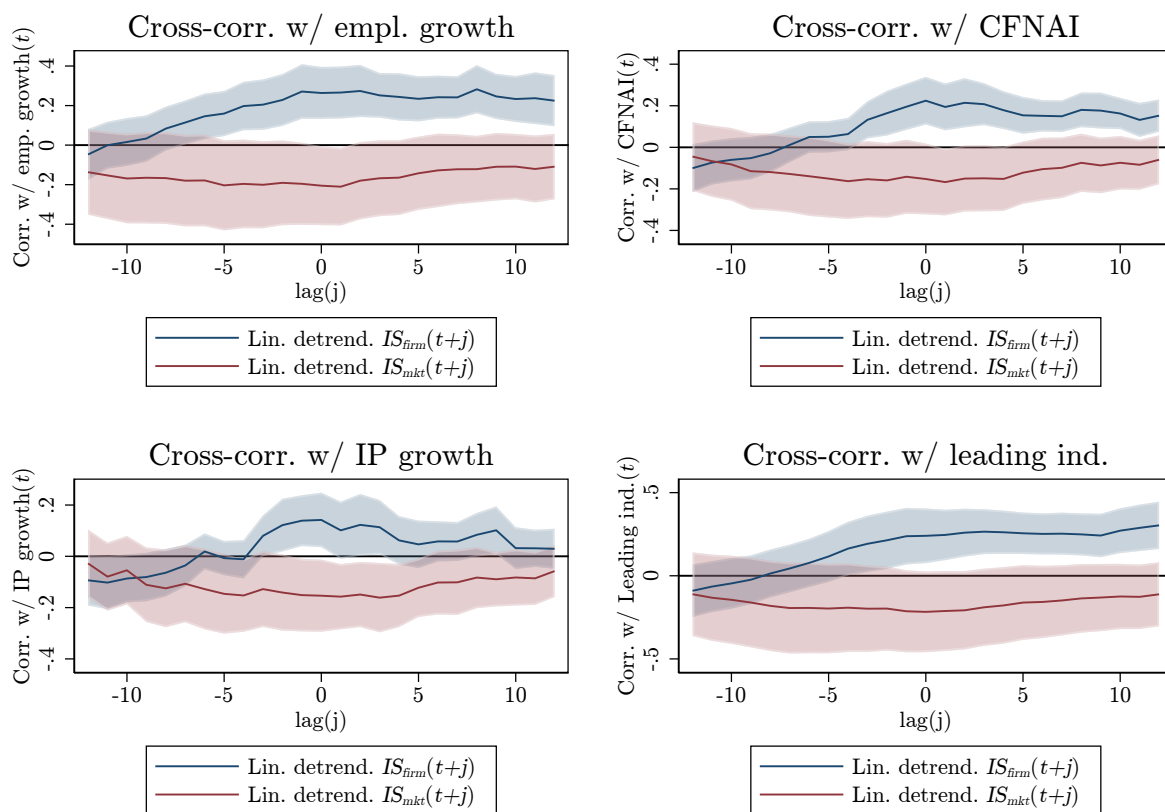 Cross-corr. w/ empl. growth
Corr. w/ emp. growth(t)
.4
.2
0
-.2
-.4
-10
-5
0
5
10
lag(j)
Lin. detrend. IS_firm(t+j)
Lin. detrend. IS_mkt(t+j)
Cross-corr. w/ CFNAI
Corr. w/ CFNAI(t)
.4
.2
0
-.2
-.4
-10
-5
0
5
10
lag(j)
Lin. detrend. IS_firm(t+j)
Lin. detrend. IS_mkt(t+j)
Cross-corr. w/ IP growth
Corr. w/ IP growth(t)
.2
0
-.2
-.4
-10
-5
0
5
10
lag(j)
Lin. detrend. IS_firm(t+j)
Lin. detrend. IS_mkt(t+j)
Cross-corr. w/ leading ind.
Corr. w/ Leading ind.(t)
.5
0
-.5
-10
-5
0
5
10
lag(j)
Lin. detrend. IS_firm(t+j)
Lin. detrend. IS_mkt(t+j)